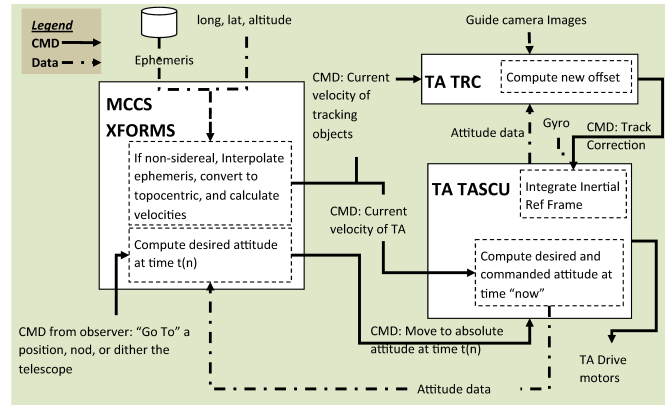 Legend
CMD
Data
long, lat, altitude
Ephemeris
Guide camera Images
MCCS
XFORMS
If non-sidereal, Interpolate
ephemeris, convert to
topocentric, and calculate
velocities
Compute desired attitude
at time t(n)
CMD: Current
velocity of
tracking
objects
TA TRC
Compute new offset
Attitude data
Gyro
CMD: Track
Correction
CMD: Current
velocity of TA
TA TASCU
Integrate Inertial
Ref Frame
Compute desired and
commanded attitude at
time “now”
CMD from observer: “Go To” a
position, nod, or dither the
telescope
CMD: Move to absolute
attitude at time t(n)
TA Drive
motors
Attitude data